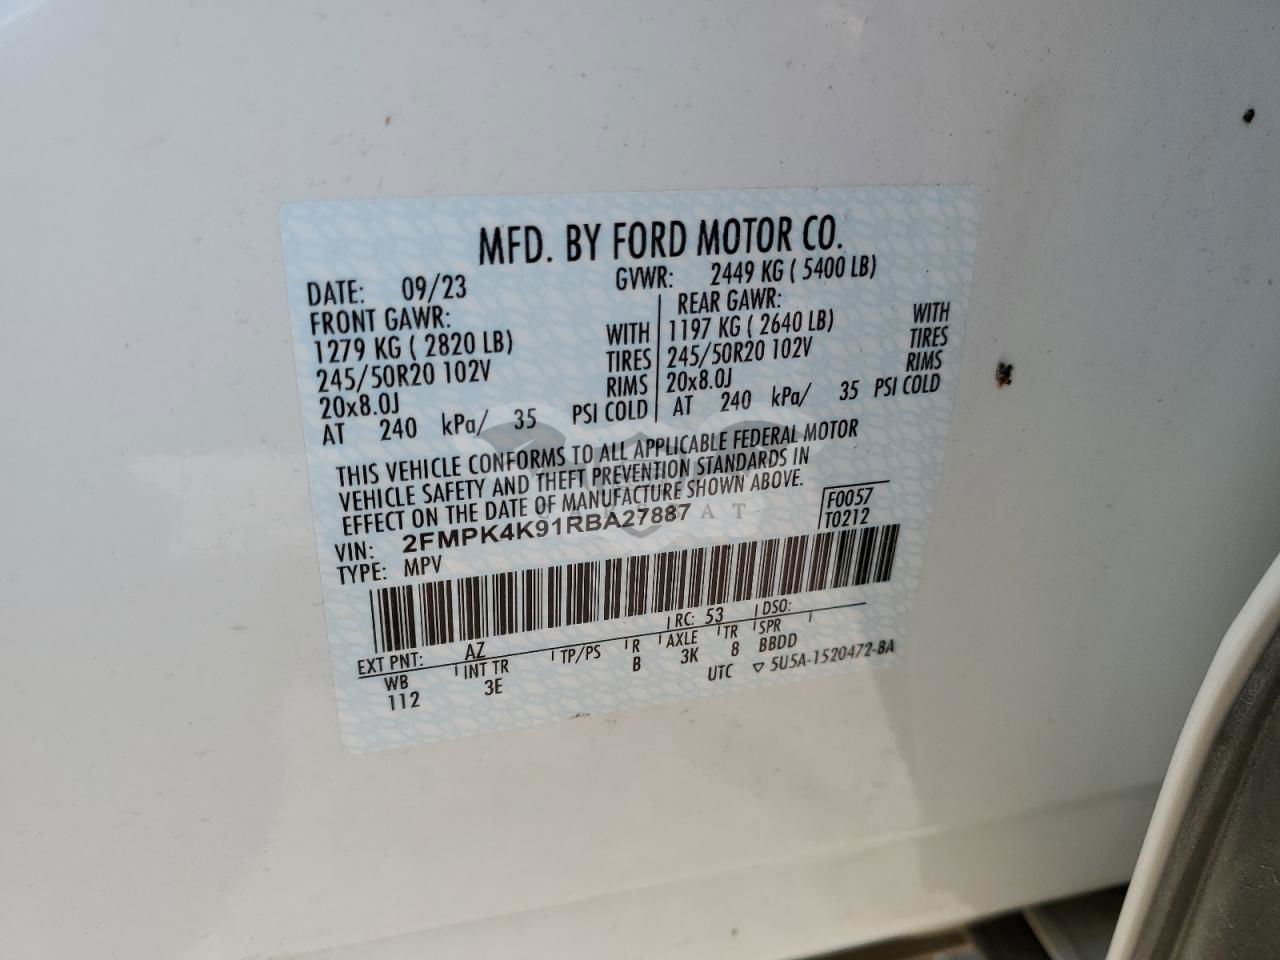 MFD. BY FORD MOTOR CO.
DATE: 09/23 GVWR: 2449 KG ( 5400 LB)
FRONT GAWR:
1279 KG ( 2820 LB) WITH
245/50R20 102V TIRES
20x8.0J RIMS
AT 240 kPa/ 35 PSI COLD
REAR GAWR:
1197 KG ( 2640 LB) WITH
245/50R20 102V TIRES
20x8.0J RIMS
AT 240 kPa/ 35 PSI COLD
THIS VEHICLE CONFORMS TO ALL APPLICABLE FEDERAL MOTOR
VEHICLE SAFETY AND THEFT PREVENTION STANDARDS IN
EFFECT ON THE DATE OF MANUFACTURE SHOWN ABOVE.
F0057
T0212
VIN: 2FMPK4K91RBA27887
TYPE: MPV
EXT PNT: AZ RC: 53 DSO:
WB INT TR TP/PS R AXLE TR SPR
112 3E B 3K 8 BBDD
UTC ▽ 5U5A-1520472-BA